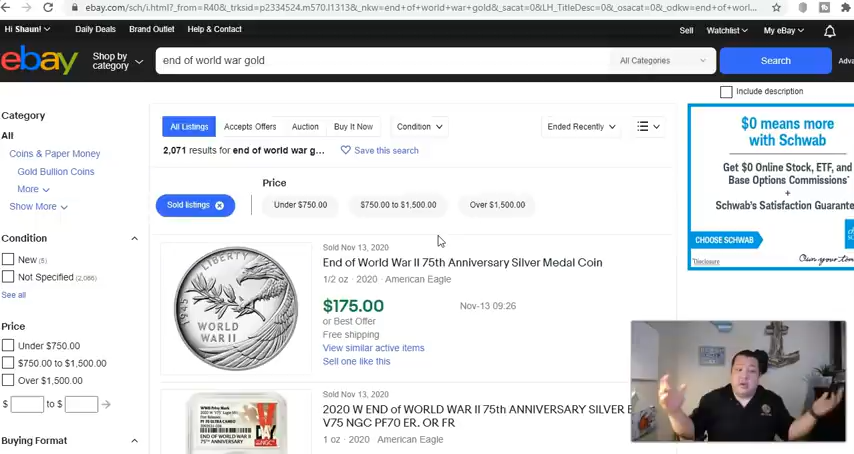 ebay.com/sch/i.html?_from=R40&_trksid=p2334524.m570.l1313&_nkw=end+of+world+war+gold&_sacat=0&LH_TitleDesc=0&_osacat=0&_odkw=end+of+worl...
Hi Shaun! Daily Deals Brand Outlet Help & Contact Sell Watchlist My eBay
ebay Shop by category end of world war gold All Categories Search
Include description
Category
All
Coins & Paper Money
Gold Bullion Coins
More
Show More
Condition
New (5)
Not Specified (2,066)
See all
Price
Under $750.00
$750.00 to $1,500.00
Over $1,500.00
$ to $
Buying Format
All Listings Accepts Offers Auction Buy It Now Condition Ended Recently
2,071 results for end of world war g... Save this search
Price
Sold listings Under $750.00 $750.00 to $1,500.00 Over $1,500.00
LIBERTY
1945
WORLD
WAR II
Sold Nov 13, 2020
End of World War II 75th Anniversary Silver Medal Coin
1/2 oz · 2020 · American Eagle
$175.00 Nov-13 09:26
or Best Offer
Free shipping
View similar active items
Sell one like this
Sold Nov 13, 2020
2020 W END of WORLD WAR II 75th ANNIVERSARY SILVER E
V75 NGC PF70 ER. OR FR
1 oz · 2020 American Eagle
$0 means more
with Schwab
Get $0 Online Stock, ETF, and
Base Options Commissions
+
Schwab's Satisfaction Guarante
CHOOSE SCHWAB
Own your tom
Disclosure